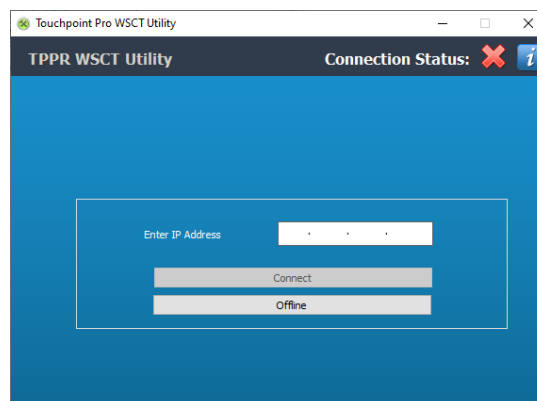 Touchpoint Pro WSCT Utility
TPPR WSCT Utility Connection Status: i
Enter IP Address . . .
Connect
Offline